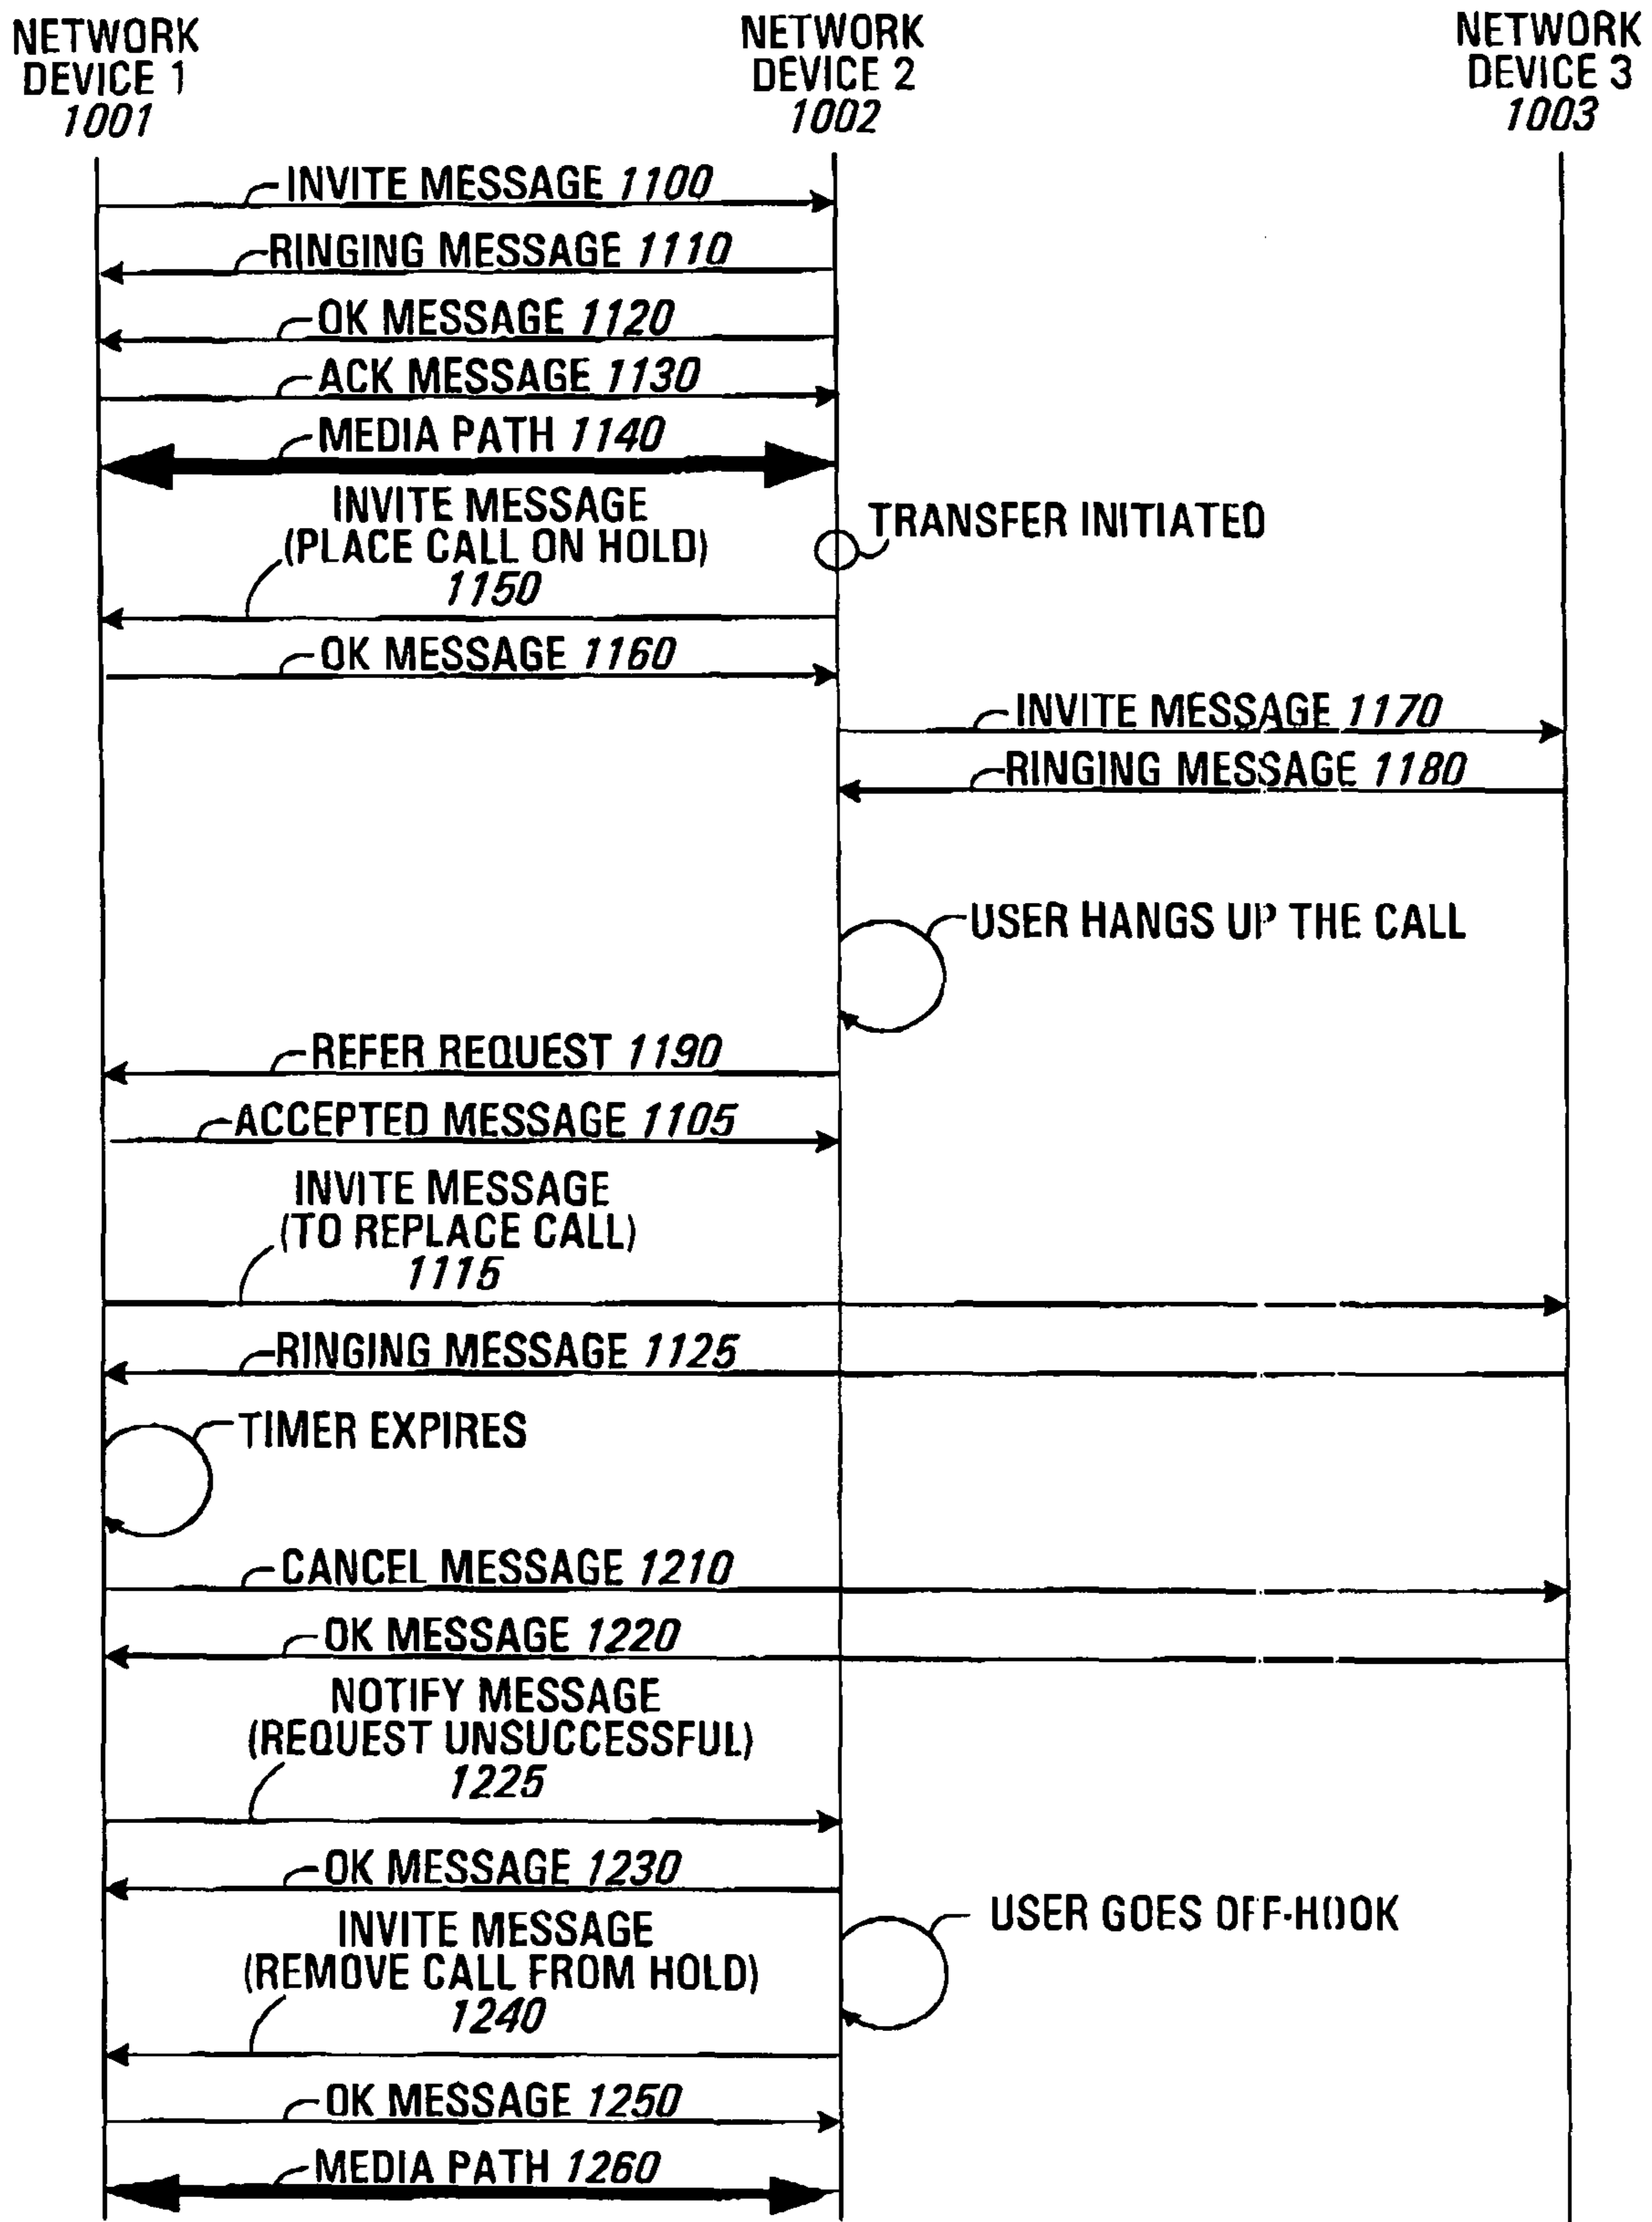 NETWORK
DEVICE 1
1001
NETWORK
DEVICE 2
1002
NETWORK
DEVICE 3
1003
INVITE MESSAGE 1100
RINGING MESSAGE 1110
OK MESSAGE 1120
ACK MESSAGE 1130
MEDIA PATH 1140
INVITE MESSAGE
(PLACE CALL ON HOLD)
1150
TRANSFER INITIATED
OK MESSAGE 1160
INVITE MESSAGE 1170
RINGING MESSAGE 1180
USER HANGS UP THE CALL
REFER REQUEST 1190
ACCEPTED MESSAGE 1105
INVITE MESSAGE
(TO REPLACE CALL)
1115
RINGING MESSAGE 1125
TIMER EXPIRES
CANCEL MESSAGE 1210
OK MESSAGE 1220
NOTIFY MESSAGE
(REQUEST UNSUCCESSFUL)
1225
OK MESSAGE 1230
USER GOES OFF-HOOK
INVITE MESSAGE
(REMOVE CALL FROM HOLD)
1240
OK MESSAGE 1250
MEDIA PATH 1260